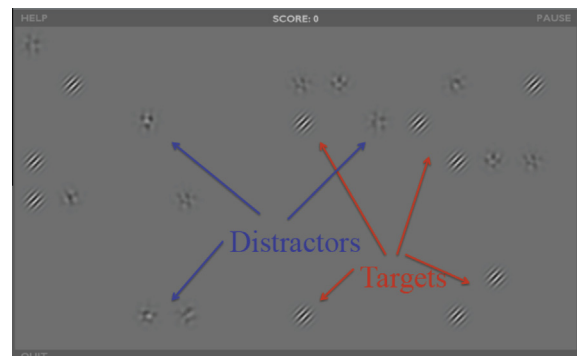 HELP
SCORE: 0
PAUSE
Distractors
Targets
QUIT